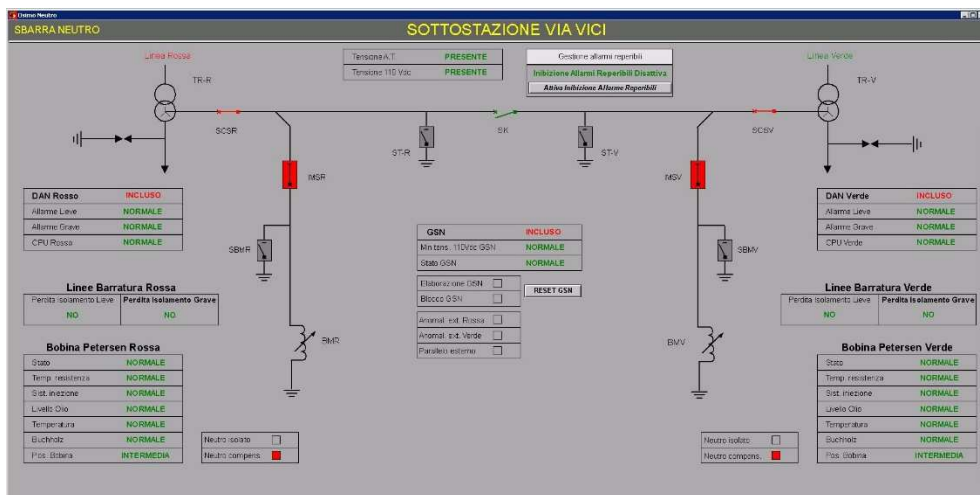 Osimo Neutro
SBARRA NEUTRO
SOTTOSTAZIONE VIA VICI
Linea Rossa
Tensione A.T. PRESENTE
Tensione 110 Vdc PRESENTE
Gestione allarmi reperibili
Inibizione Allarmi Reperibili Disattiva
Attiva Inibizione Allarme Reperibili
Linea Verde
TR-R
TR-V
SCSR
SK
SCSV
ST-R
ST-V
MSR
MSV
DAN Rosso INCLUSO
Allarme Lieve NORMALE
Allarme Grave NORMALE
CPU Rossa NORMALE
DAN Verde INCLUSO
Allarme Lieve NORMALE
Allarme Grave NORMALE
CPU Verde NORMALE
GSN INCLUSO
Min tens. 110Vdc GSN NORMALE
Stato GSN NORMALE
SBMR
SBMV
Elaborazione GSN
Blocco GSN
RESET GSN
Anomal. ext. Rossa
Anomal. ext. Verde
Parallelo esterno
Linee Barratura Rossa
Perdita Isolamento Lieve Perdita Isolamento Grave
NO NO
Linee Barratura Verde
Perdita Isolamento Lieve Perdita Isolamento Grave
NO NO
BMR
BMV
Bobina Petersen Rossa
Stato NORMALE
Temp. resistenza NORMALE
Sist. iniezione NORMALE
Livello Olio NORMALE
Temperatura NORMALE
Buchholz NORMALE
Pos. Bobina INTERMEDIA
Neutro isolato
Neutro compens.
Bobina Petersen Verde
Stato NORMALE
Temp. resistenza NORMALE
Sist. iniezione NORMALE
Livello Olio NORMALE
Temperatura NORMALE
Buchholz NORMALE
Pos. Bobina INTERMEDIA
Neutro isolato
Neutro compens.